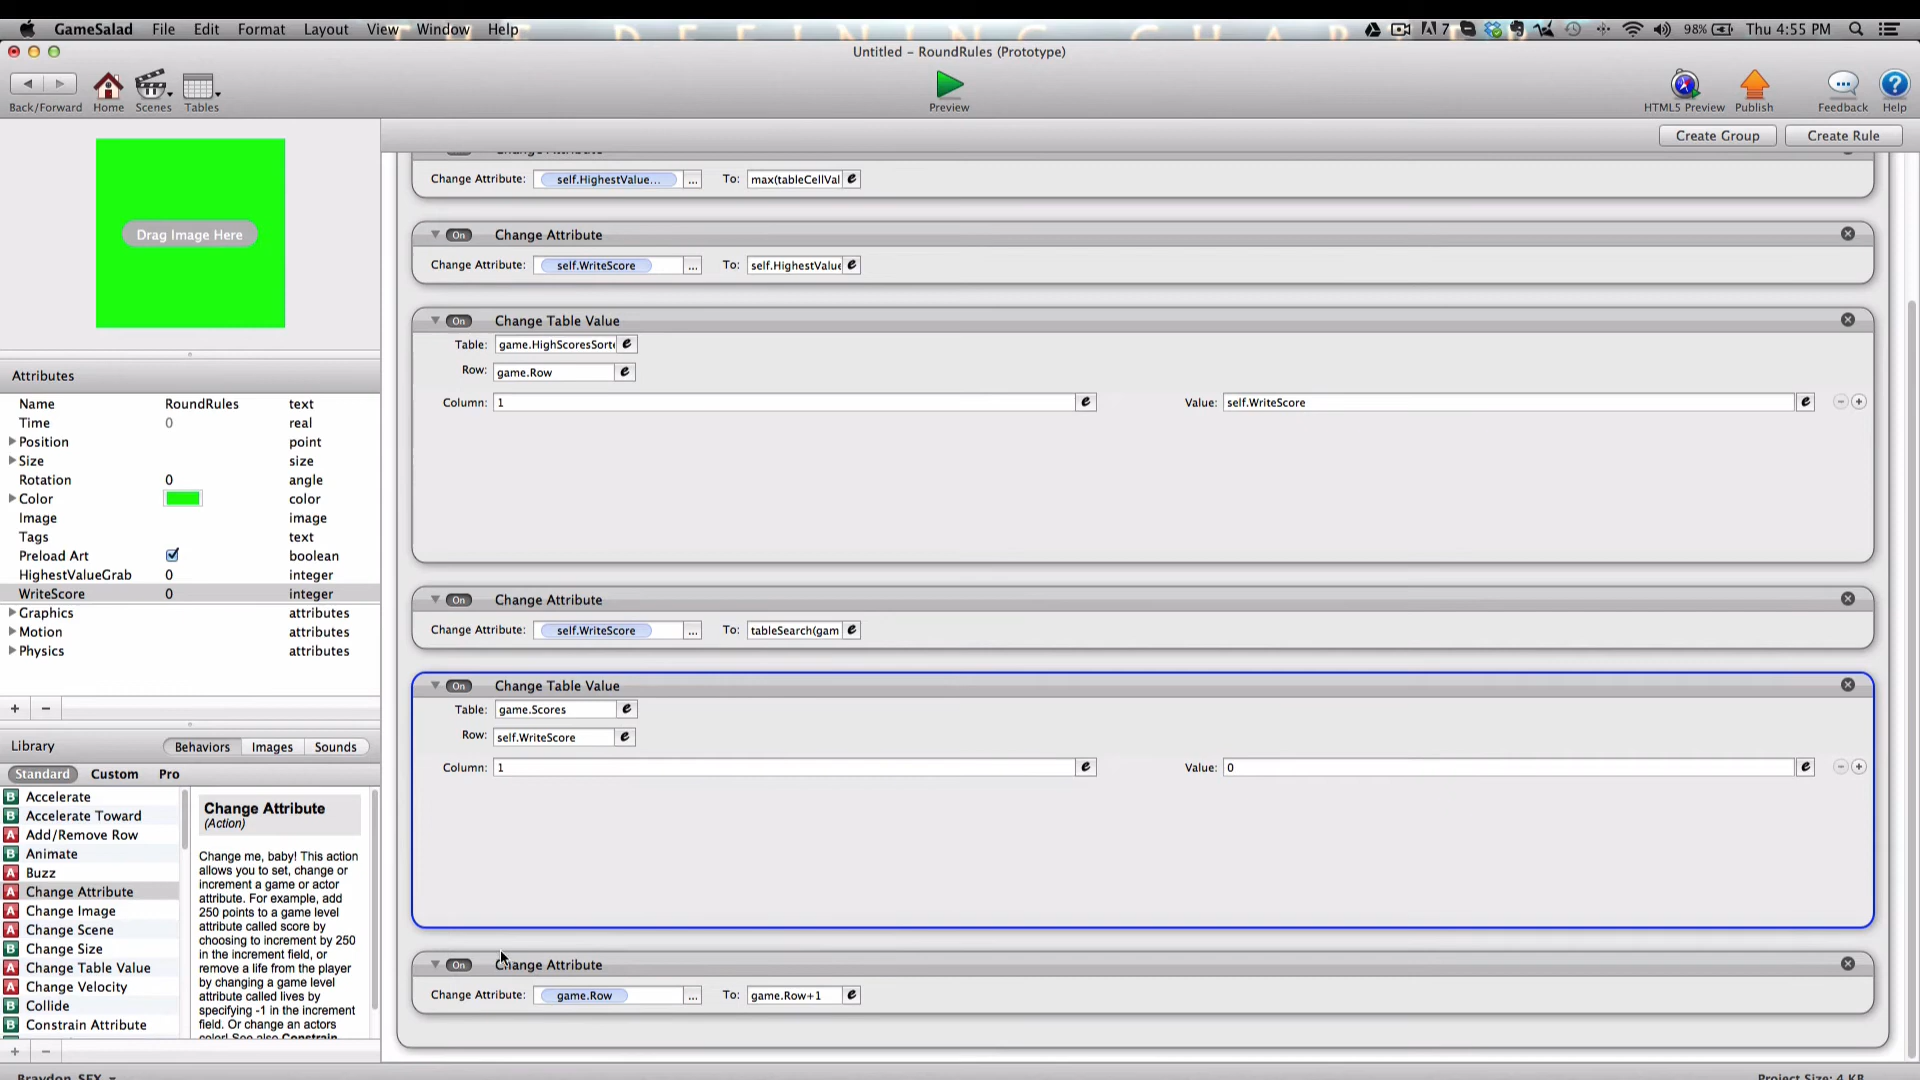 GameSalad File Edit Format Layout View Window Help
7 98% Thu 4:55 PM
Untitled – RoundRules (Prototype)
Back/Forward Home Scenes Tables Preview HTML5 Preview Publish Feedback Help
Create Group Create Rule
Drag Image Here
Change Attribute
Change Attribute: self.HighestValue... ... To: max(tableCellVal e
On Change Attribute
Change Attribute: self.WriteScore ... To: self.HighestValue e
On Change Table Value
Table: game.HighScoresSorte e
Row: game.Row e
Column: 1 e Value: self.WriteScore e
On Change Attribute
Change Attribute: self.WriteScore ... To: tableSearch(gam e
On Change Table Value
Table: game.Scores e
Row: self.WriteScore e
Column: 1 e Value: 0 e
On Change Attribute
Change Attribute: game.Row ... To: game.Row+1 e
Attributes
Name RoundRules text
Time 0 real
Position point
Size size
Rotation 0 angle
Color color
Image image
Tags text
Preload Art boolean
HighestValueGrab 0 integer
WriteScore 0 integer
Graphics attributes
Motion attributes
Physics attributes
Library Behaviors Images Sounds
Standard Custom Pro
B Accelerate
B Accelerate Toward
A Add/Remove Row
B Animate
A Buzz
A Change Attribute
A Change Image
A Change Scene
B Change Size
A Change Table Value
A Change Velocity
B Collide
B Constrain Attribute
Change Attribute
(Action)
Change me, baby! This action
allows you to set, change or
increment a game or actor
attribute. For example, add
250 points to a game level
attribute called score by
choosing to increment by 250
in the increment field, or
remove a life from the player
by changing a game level
attribute called lives by
specifying -1 in the increment
field. Or change an actors
color! See also Constrain
Braydon_SFX
Project Size: 4 KB